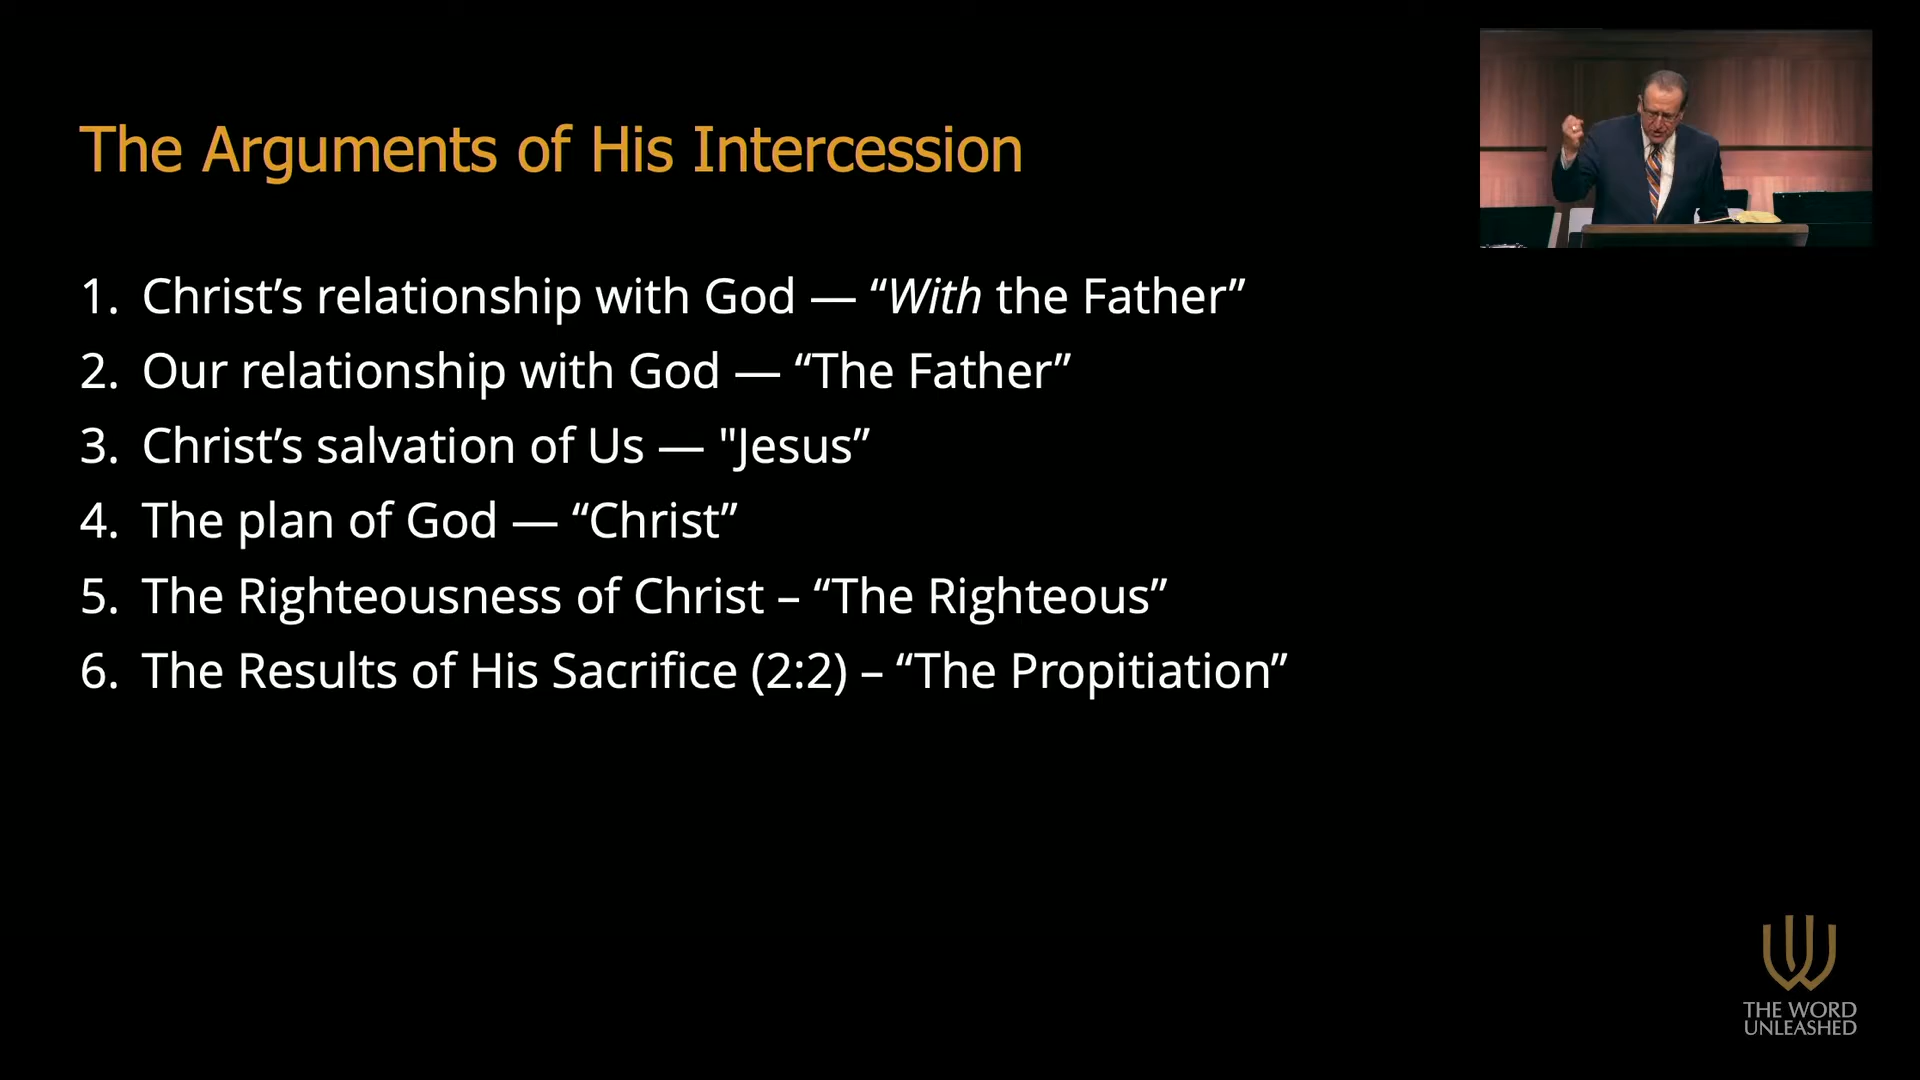 The Arguments of His Intercession
1. Christ’s relationship with God — “With the Father”
2. Our relationship with God — “The Father”
3. Christ’s salvation of Us — "Jesus”
4. The plan of God — “Christ”
5. The Righteousness of Christ – “The Righteous”
6. The Results of His Sacrifice (2:2) – “The Propitiation”
THE WORD
UNLEASHED